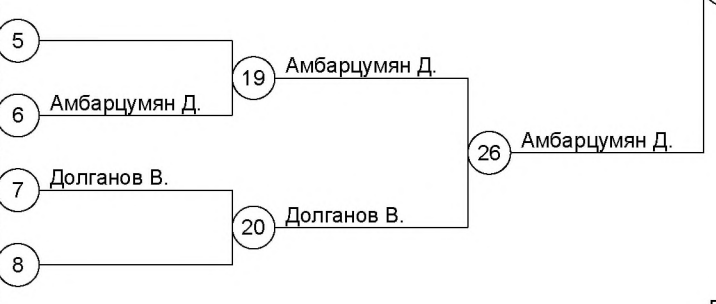 5
6 Амбарцумян Д.
19 Амбарцумян Д.
26 Амбарцумян Д.
7 Долганов В.
20 Долганов В.
8